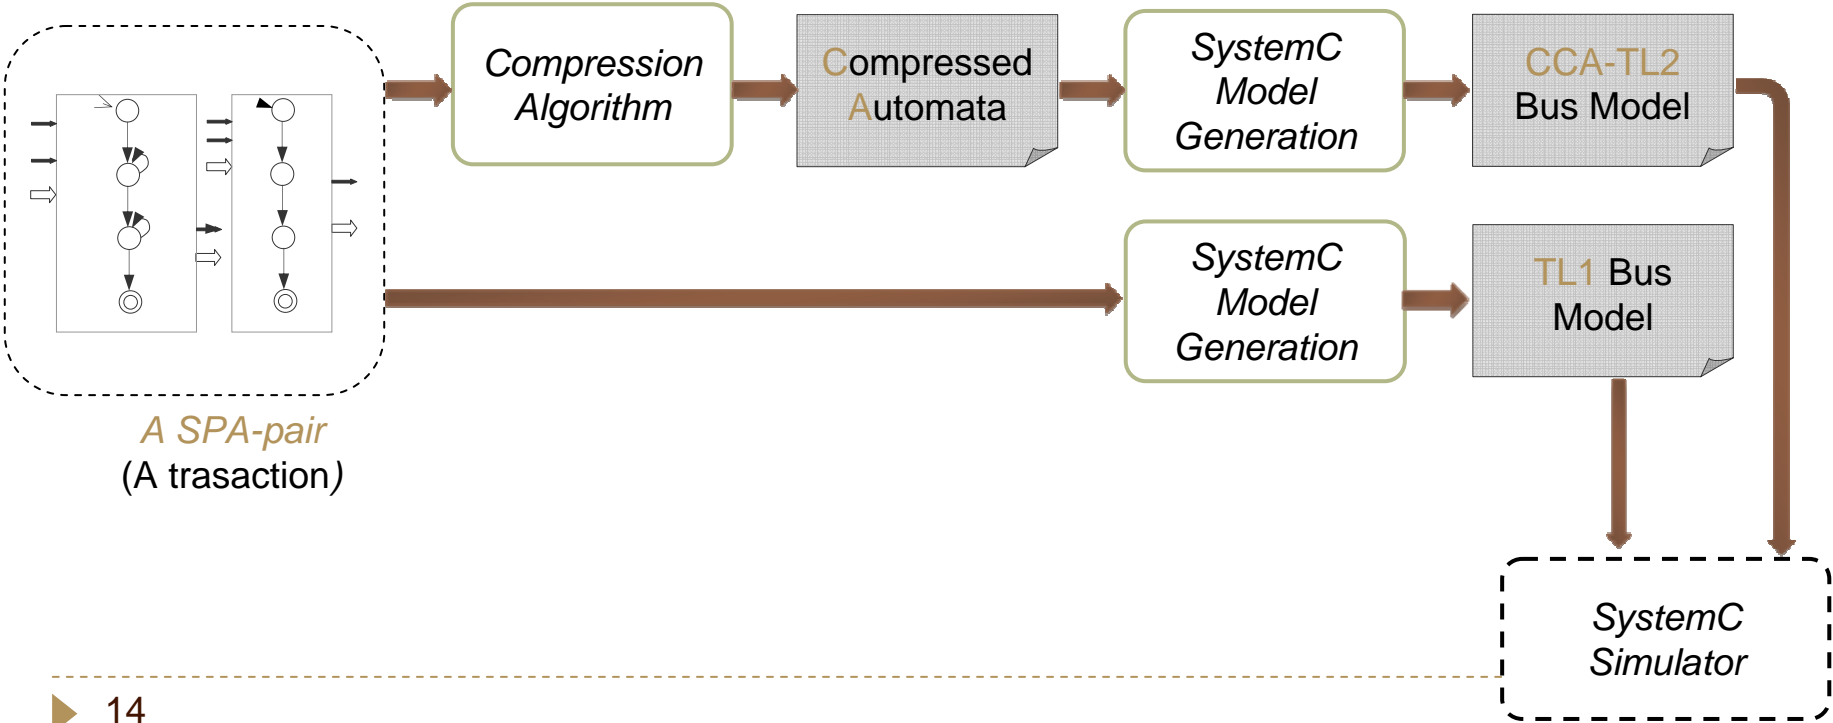 Compression
Algorithm
Compressed
Automata
SystemC
Model
Generation
CCA-TL2
Bus Model
SystemC
Model
Generation
TL1 Bus
Model
A SPA-pair
(A trasaction)
SystemC
Simulator
14